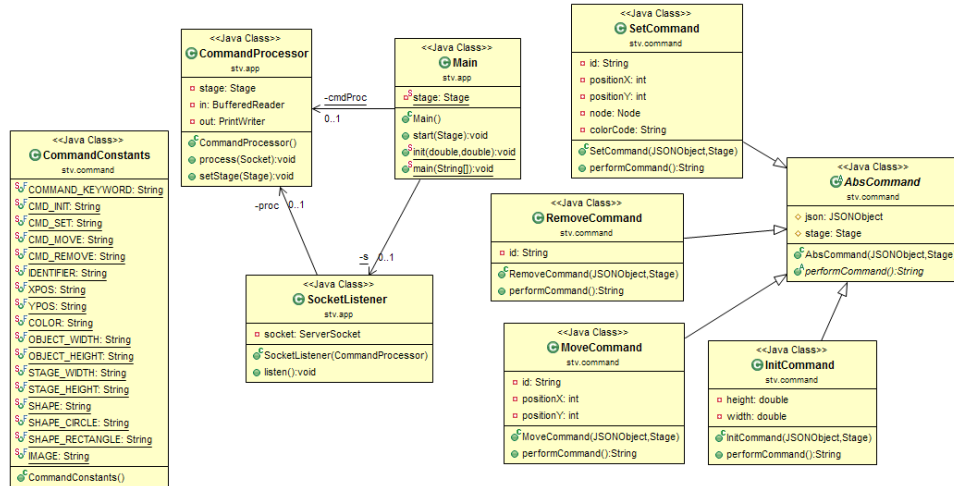 <<Java Class>>
CommandConstants
stv.command
COMMAND_KEYWORD: String
CMD_INIT: String
CMD_SET: String
CMD_MOVE: String
CMD_REMOVE: String
IDENTIFIER: String
XPOS: String
YPOS: String
COLOR: String
OBJECT_WIDTH: String
OBJECT_HEIGHT: String
STAGE_WIDTH: String
STAGE_HEIGHT: String
SHAPE: String
SHAPE_CIRCLE: String
SHAPE_RECTANGLE: String
IMAGE: String
CommandConstants()
<<Java Class>>
CommandProcessor
stv.app
stage: Stage
in: BufferedReader
out: PrintWriter
CommandProcessor()
process(Socket):void
setStage(Stage):void
-cmdProc
0..1
<<Java Class>>
Main
stv.app
stage: Stage
Main()
start(Stage):void
init(double,double):void
main(String[]):void
-proc
0..1
-s
0..1
<<Java Class>>
SocketListener
stv.app
socket: ServerSocket
SocketListener(CommandProcessor)
listen():void
<<Java Class>>
SetCommand
stv.command
id: String
positionX: int
positionY: int
node: Node
colorCode: String
SetCommand(JSONObject,Stage)
performCommand():String
<<Java Class>>
RemoveCommand
stv.command
id: String
RemoveCommand(JSONObject,Stage)
performCommand():String
<<Java Class>>
AbsCommand
stv.command
json: JSONObject
stage: Stage
AbsCommand(JSONObject,Stage)
performCommand():String
<<Java Class>>
MoveCommand
stv.command
id: String
positionX: int
positionY: int
MoveCommand(JSONObject,Stage)
performCommand():String
<<Java Class>>
InitCommand
stv.command
height: double
width: double
InitCommand(JSONObject,Stage)
performCommand():String